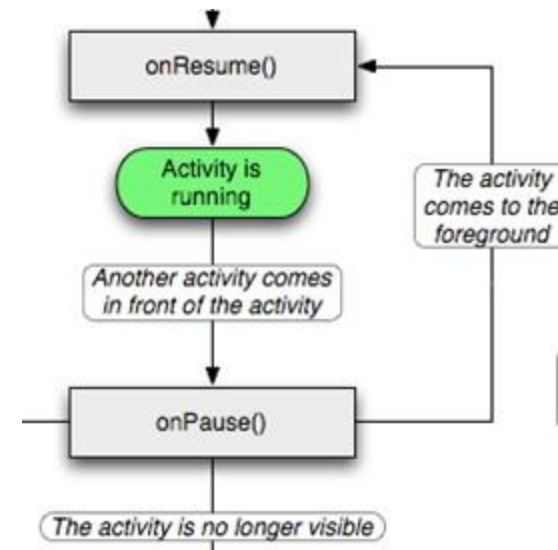 onResume()
Activity is
running
The activity
comes to the
foreground
Another activity comes
in front of the activity
onPause()
The activity is no longer visible